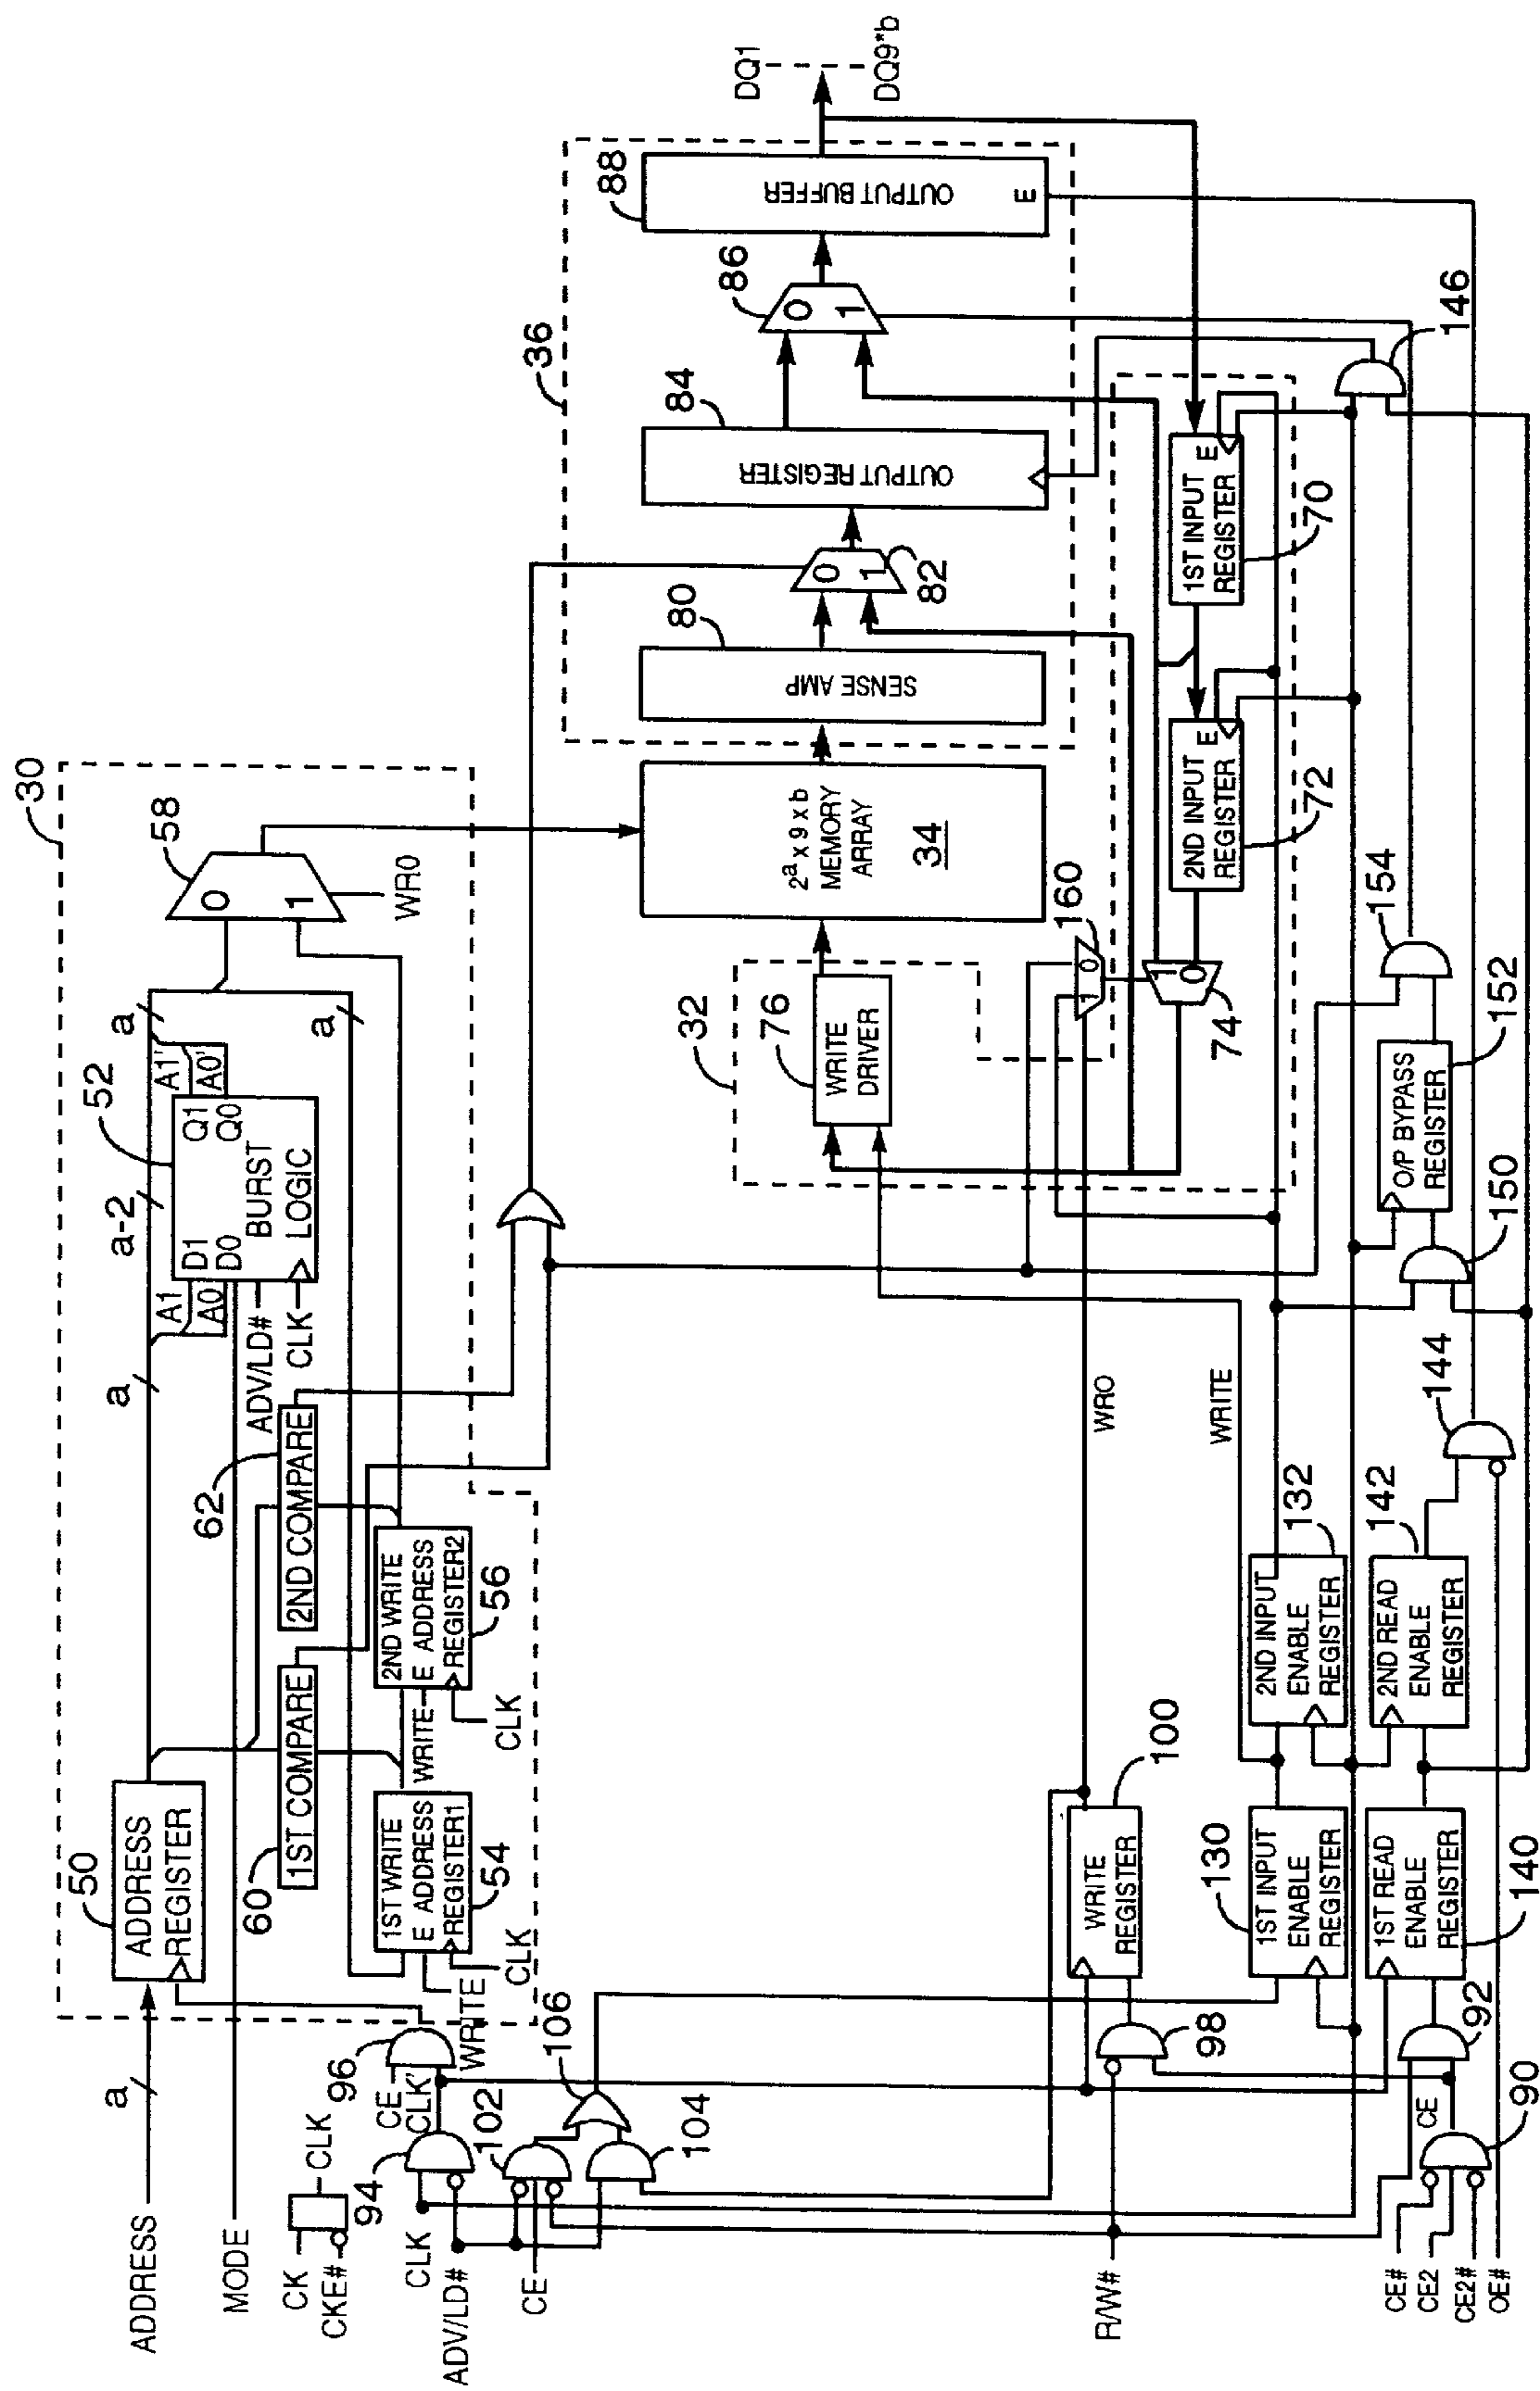 30
a
ADDRESS
50
ADDRESS
REGISTER
a
a-2
52
A1
A0
D1
D0
Q1
Q0
BURST
LOGIC
A1'
A0'
a
a
58
0
1
WRO
MODE
ADV/LD#
CLK
62
2ND COMPARE
60
1ST COMPARE
1ST WRITE
E ADDRESS
REGISTER1
54
WRITE
CLK
2ND WRITE
E ADDRESS
REGISTER2
56
WRITE
CLK
CK
CKE#
CLK
94
96
CE
CLK'
CLK
ADV/LD#
CE
102
104
106
36
80
SENSE AMP
0
1
82
84
OUTPUT REGISTER
86
0
1
88
OUTPUT BUFFER
E
DQ1
DQ9*b
2ª x 9 x b
MEMORY
ARRAY
34
32
76
WRITE
DRIVER
160
1
0
1
0
74
2ND INPUT
REGISTER
E
72
1ST INPUT
REGISTER
E
70
R/W#
98
WRITE
REGISTER
100
WRO
WRITE
130
1ST INPUT
ENABLE
REGISTER
2ND INPUT
ENABLE
REGISTER
132
1ST READ
ENABLE
REGISTER
140
2ND READ
ENABLE
REGISTER
142
144
146
150
O/P BYPASS
REGISTER
152
154
CE#
CE2
CE2#
OE#
CE
90
92